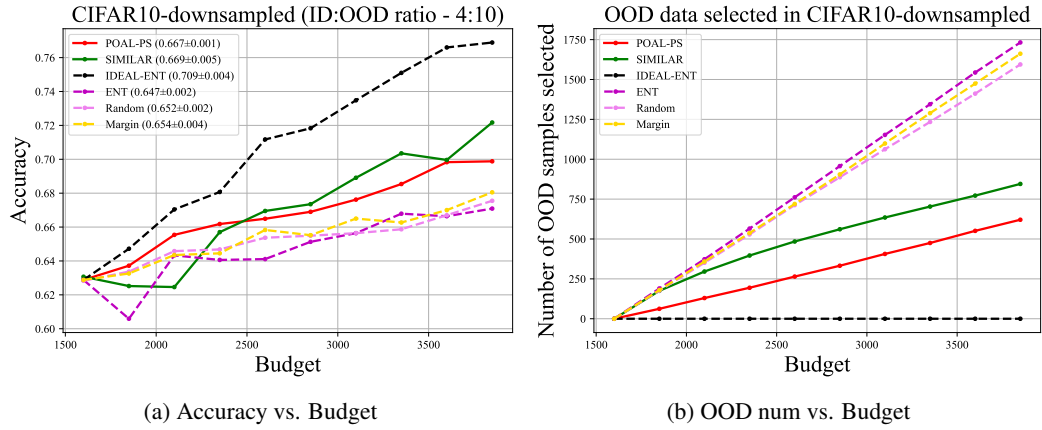 CIFAR10-downsampled (ID:OOD ratio - 4:10)
POAL-PS (0.667±0.001)
SIMILAR (0.669±0.005)
IDEAL-ENT (0.709±0.004)
ENT (0.647±0.002)
Random (0.652±0.002)
Margin (0.654±0.004)
Accuracy
0.76
0.74
0.72
0.70
0.68
0.66
0.64
0.62
0.60
1500 2000 2500 3000 3500
Budget
(a) Accuracy vs. Budget
OOD data selected in CIFAR10-downsampled
POAL-PS
SIMILAR
IDEAL-ENT
ENT
Random
Margin
Number of OOD samples selected
1750
1500
1250
1000
750
500
250
0
1500 2000 2500 3000 3500
Budget
(b) OOD num vs. Budget